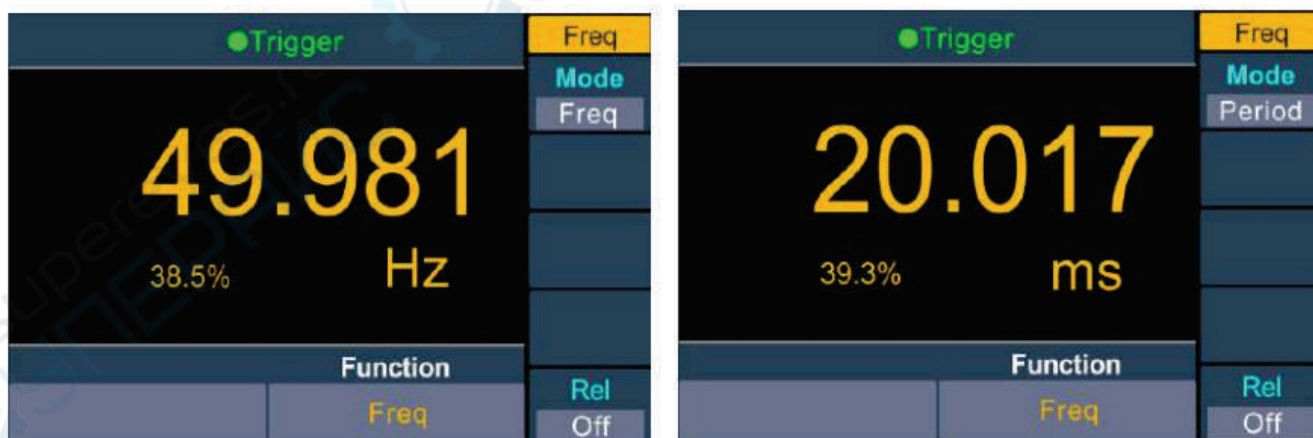 Trigger
Freq
Mode
Freq
49.981
38.5%
Hz
Function
Freq
Rel
Off
Trigger
Freq
Mode
Period
20.017
39.3%
ms
Function
Freq
Rel
Off